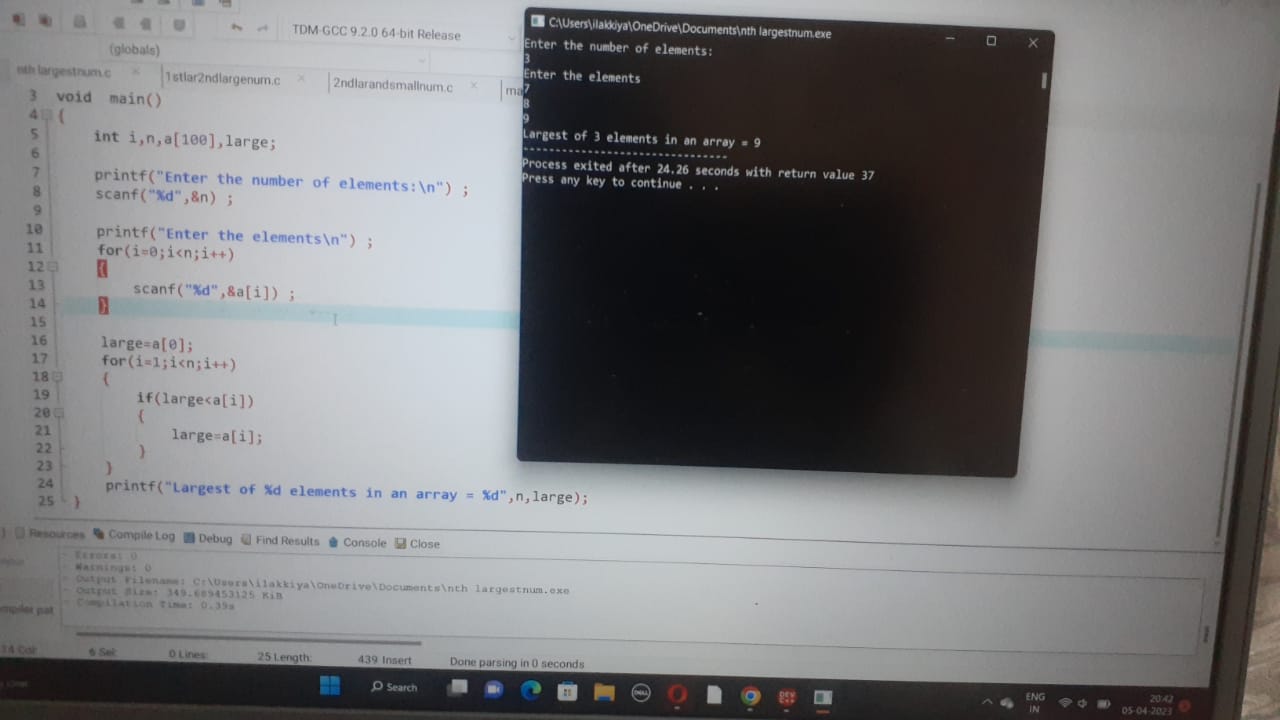 TDM-GCC 9.2.0 64-bit Release
(globals)
nth largestnum.c
1stlar2ndlargenum.c
2ndlarandsmallnum.c
ma
3 void main()
4 {
5 int i,n,a[100],large;
6
7 printf("Enter the number of elements:\n") ;
8 scanf("%d",&n) ;
9
10 printf("Enter the elements\n") ;
11 for(i=0;i<n;i++)
12 {
13 scanf("%d",&a[i]) ;
14 }
15
16 large=a[0];
17 for(i=1;i<n;i++)
18 {
19 if(large<a[i])
20 {
21 large=a[i];
22 }
23 }
24 printf("Largest of %d elements in an array = %d",n,large);
25 }
C:\Users\ilakkiya\OneDrive\Documents\nth largestnum.exe
Enter the number of elements:
3
Enter the elements
7
8
9
Largest of 3 elements in an array = 9
--------------------------------
Process exited after 24.26 seconds with return value 37
Press any key to continue . . .
Resources Compile Log Debug Find Results Console Close
- Errors: 0
- Warnings: 0
- Output Filename: C:\Users\ilakkiya\OneDrive\Documents\nth largestnum.exe
- Output Size: 349.689453125 KiB
- Compilation Time: 0.39s
14 Col: 6 Sel: 0 Lines: 25 Length: 439 Insert Done parsing in 0 seconds
Search
DELL
DEV C++
ENG
IN
20:42
05-04-2023